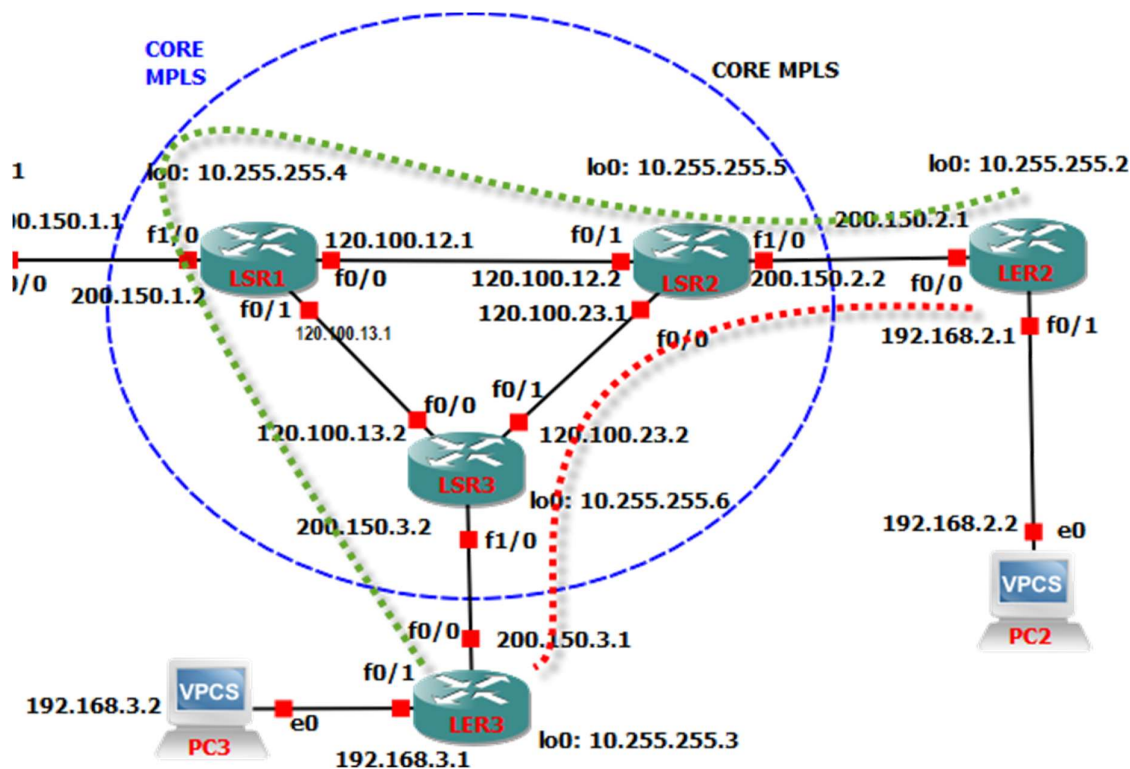 CORE
MPLS
CORE MPLS
1
lo0: 10.255.255.4
lo0: 10.255.255.5
lo0: 10.255.255.2
0.150.1.1
f1/0
120.100.12.1
f0/1
f1/0
200.150.2.1
LSR1
LSR2
LER2
/0
200.150.1.2
f0/0
120.100.12.2
200.150.2.2
f0/0
f0/1
120.100.23.1
120.100.13.1
f0/0
192.168.2.1
f0/1
f0/0
f0/1
120.100.13.2
120.100.23.2
LSR3
lo0: 10.255.255.6
200.150.3.2
f1/0
192.168.2.2
e0
VPCS
PC2
f0/0
200.150.3.1
f0/1
VPCS
192.168.3.2
e0
LER3
PC3
192.168.3.1
lo0: 10.255.255.3